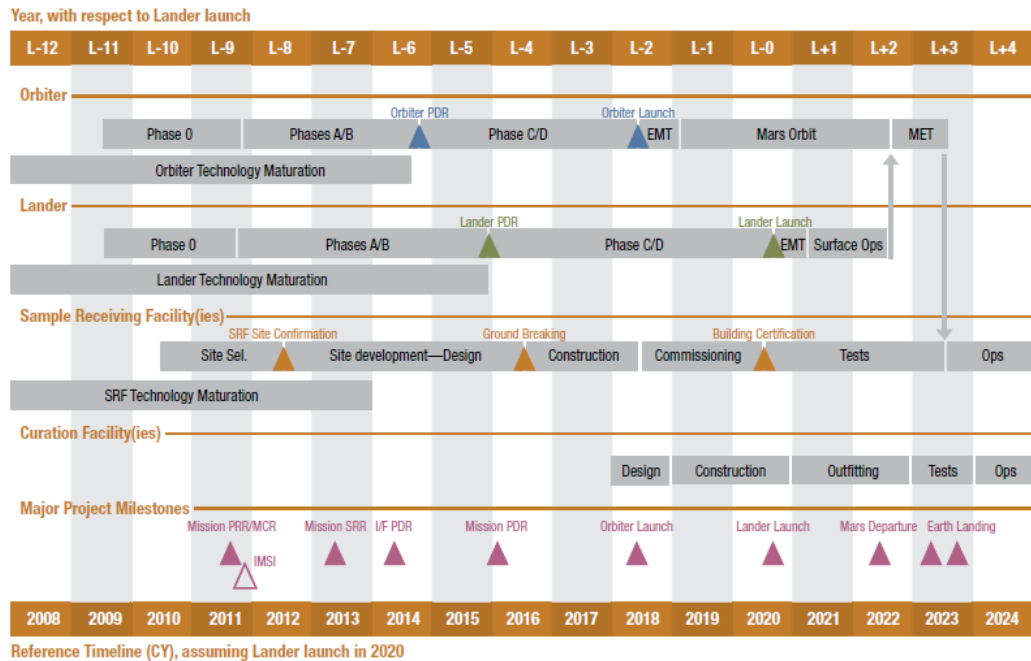 Year, with respect to Lander launch
L-12 L-11 L-10 L-9 L-8 L-7 L-6 L-5 L-4 L-3 L-2 L-1 L-0 L+1 L+2 L+3 L+4
Orbiter
Orbiter PDR Orbiter Launch
Phase 0 Phases A/B Phase C/D EMT Mars Orbit MET
Orbiter Technology Maturation
Lander
Lander PDR Lander Launch
Phase 0 Phases A/B Phase C/D EMT Surface Ops
Lander Technology Maturation
Sample Receiving Facility(ies)
SRF Site Confirmation Ground Breaking Building Certification
Site Sel. Site development—Design Construction Commissioning Tests Ops
SRF Technology Maturation
Curation Facility(ies)
Design Construction Outfitting Tests Ops
Major Project Milestones
Mission PRR/MCR Mission SRR I/F PDR Mission PDR Orbiter Launch Lander Launch Mars Departure Earth Landing
IMSI
2008 2009 2010 2011 2012 2013 2014 2015 2016 2017 2018 2019 2020 2021 2022 2023 2024
Reference Timeline (CY), assuming Lander launch in 2020